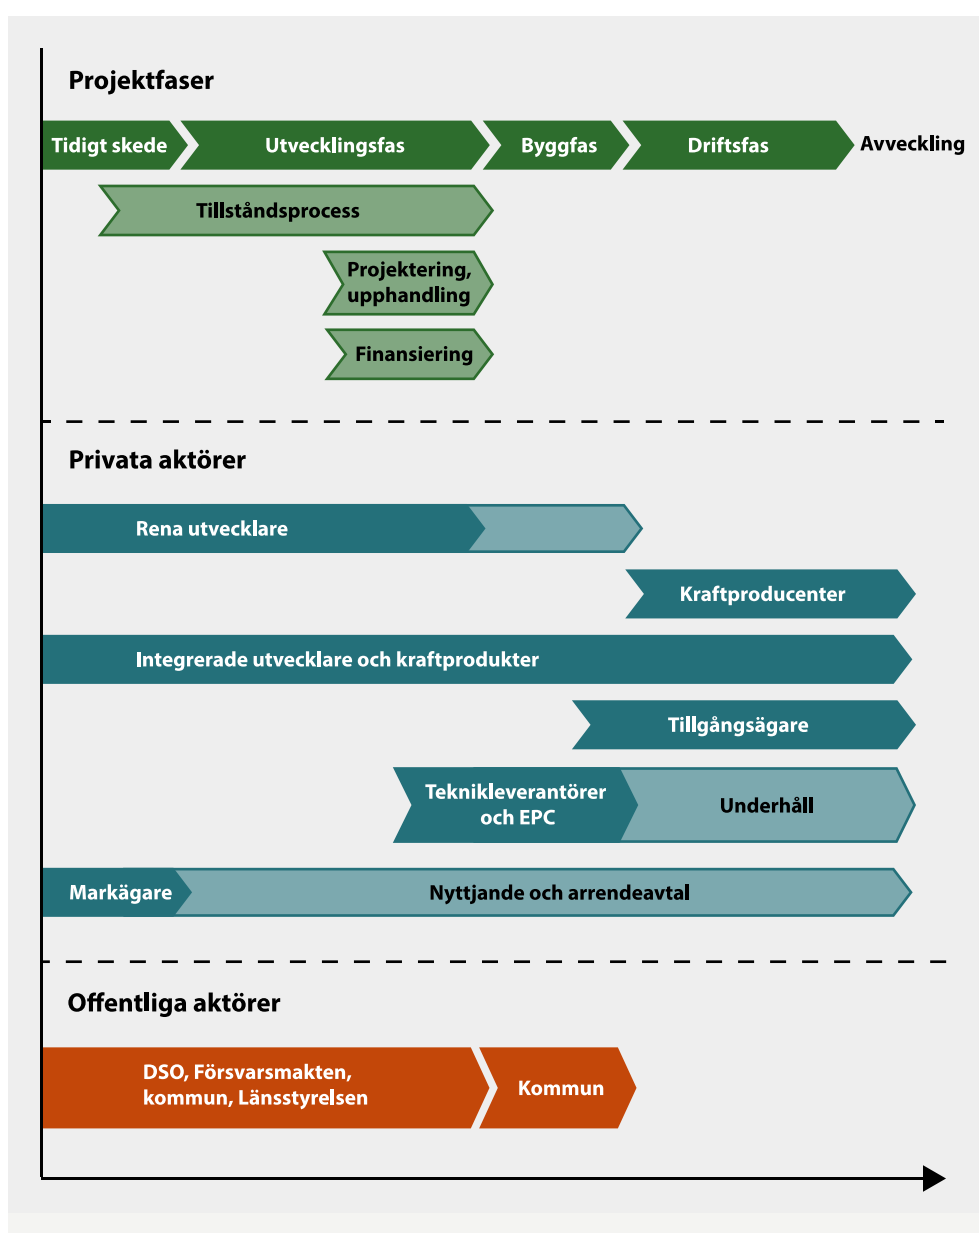 Projektfaser
Tidigt skede
Utvecklingsfas
Byggfas
Driftsfas
Avveckling
Tillståndsprocess
Projektering,
upphandling
Finansiering
Privata aktörer
Rena utvecklare
Kraftproducenter
Integrerade utvecklare och kraftprodukter
Tillgångsägare
Teknikleverantörer
och EPC
Underhåll
Markägare
Nyttjande och arrendeavtal
Offentliga aktörer
DSO, Försvarsmakten,
kommun, Länsstyrelsen
Kommun